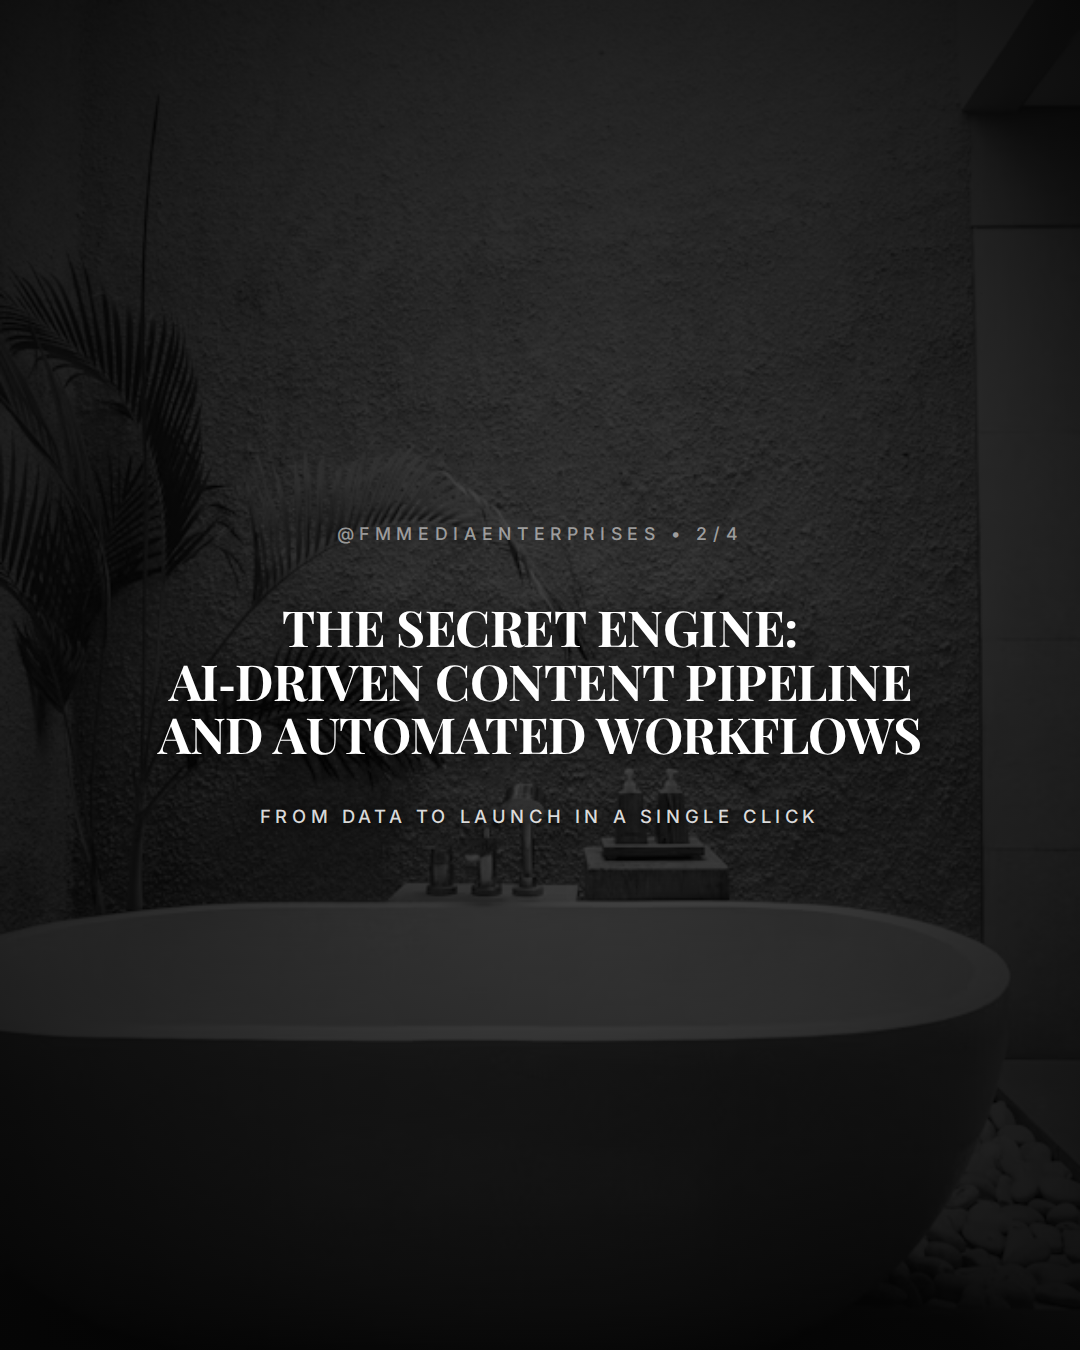 @FMMEDIAENTERPRISES • 2/4
THE SECRET ENGINE:
AI-DRIVEN CONTENT PIPELINE
AND AUTOMATED WORKFLOWS
FROM DATA TO LAUNCH IN A SINGLE CLICK